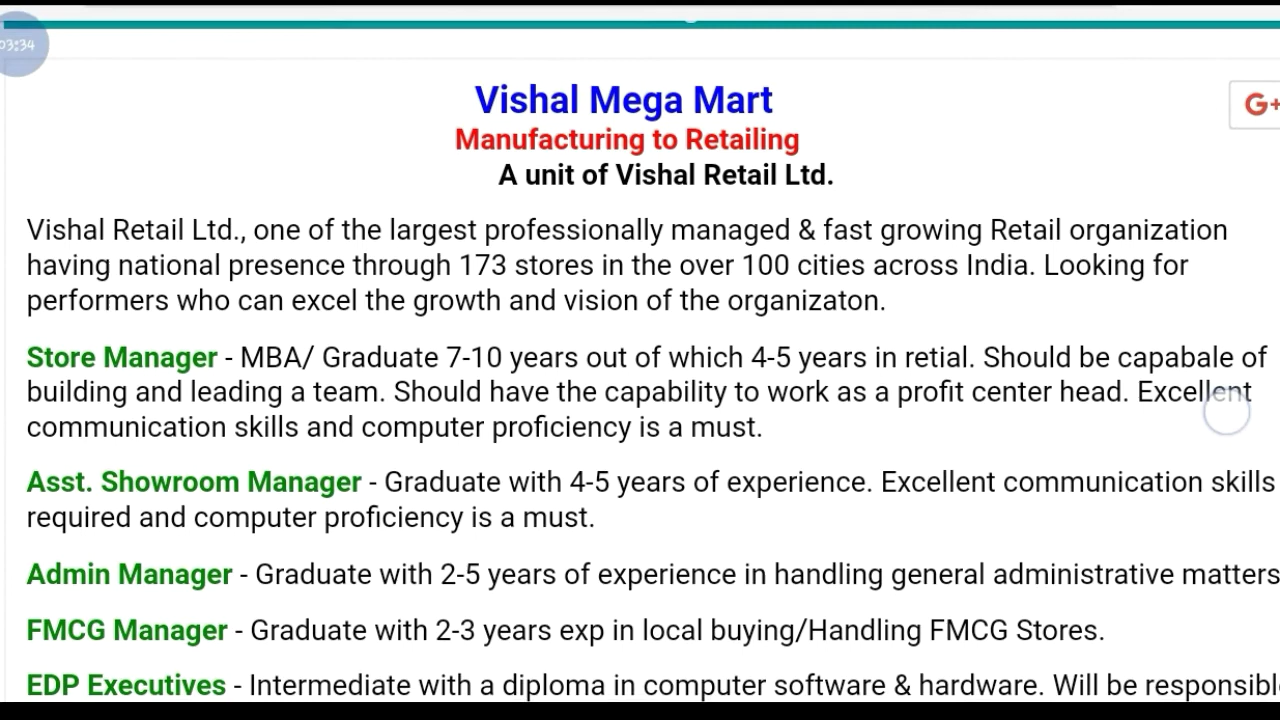 03:34
Vishal Mega Mart
G+
Manufacturing to Retailing
A unit of Vishal Retail Ltd.
Vishal Retail Ltd., one of the largest professionally managed & fast growing Retail organization
having national presence through 173 stores in the over 100 cities across India. Looking for
performers who can excel the growth and vision of the organizaton.
Store Manager - MBA/ Graduate 7-10 years out of which 4-5 years in retial. Should be capabale of
building and leading a team. Should have the capability to work as a profit center head. Excellent
communication skills and computer proficiency is a must.
Asst. Showroom Manager - Graduate with 4-5 years of experience. Excellent communication skills
required and computer proficiency is a must.
Admin Manager - Graduate with 2-5 years of experience in handling general administrative matters
FMCG Manager - Graduate with 2-3 years exp in local buying/Handling FMCG Stores.
EDP Executives - Intermediate with a diploma in computer software & hardware. Will be responsibl